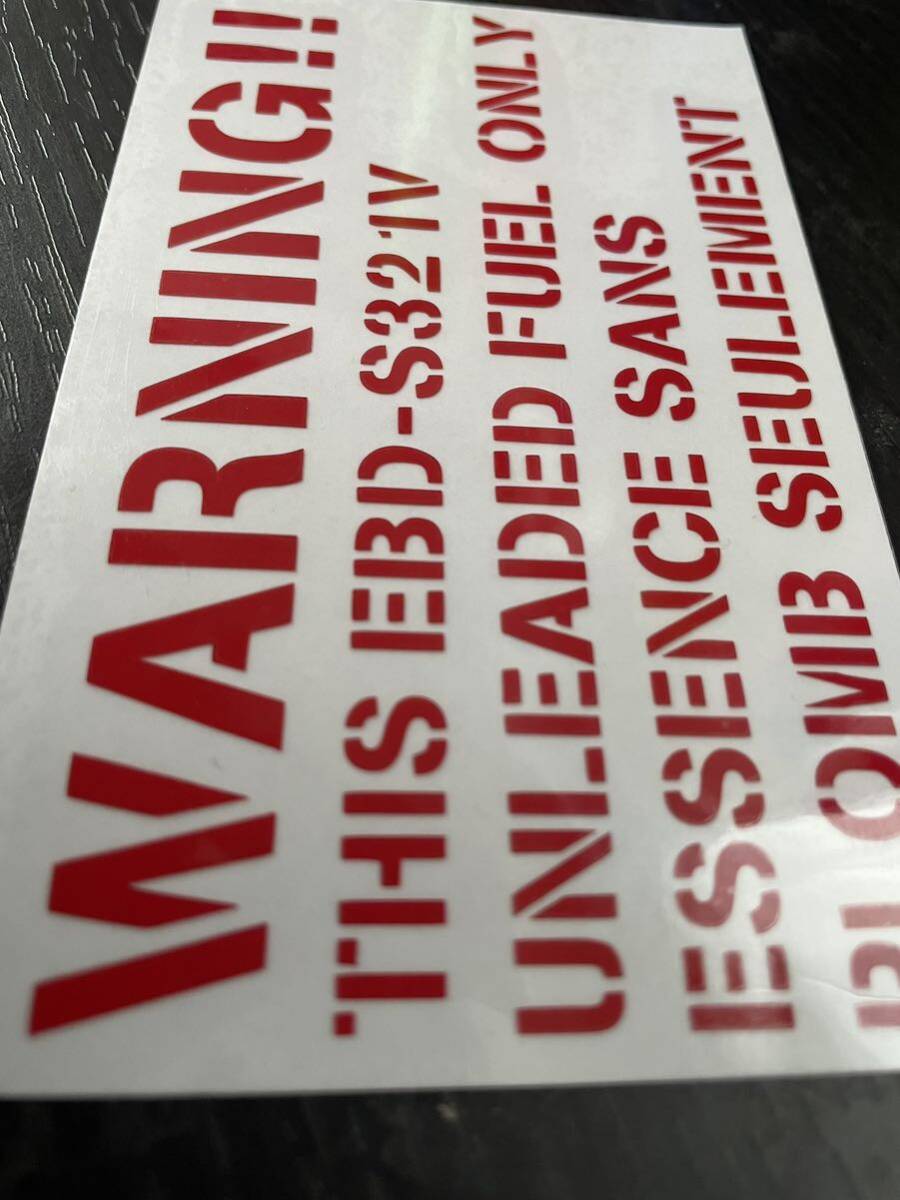 WARNING!!
THIS EBD-S321V
UNLEADED FUEL ONLY
ESSENCE SANS
PLOMB SEULEMENT